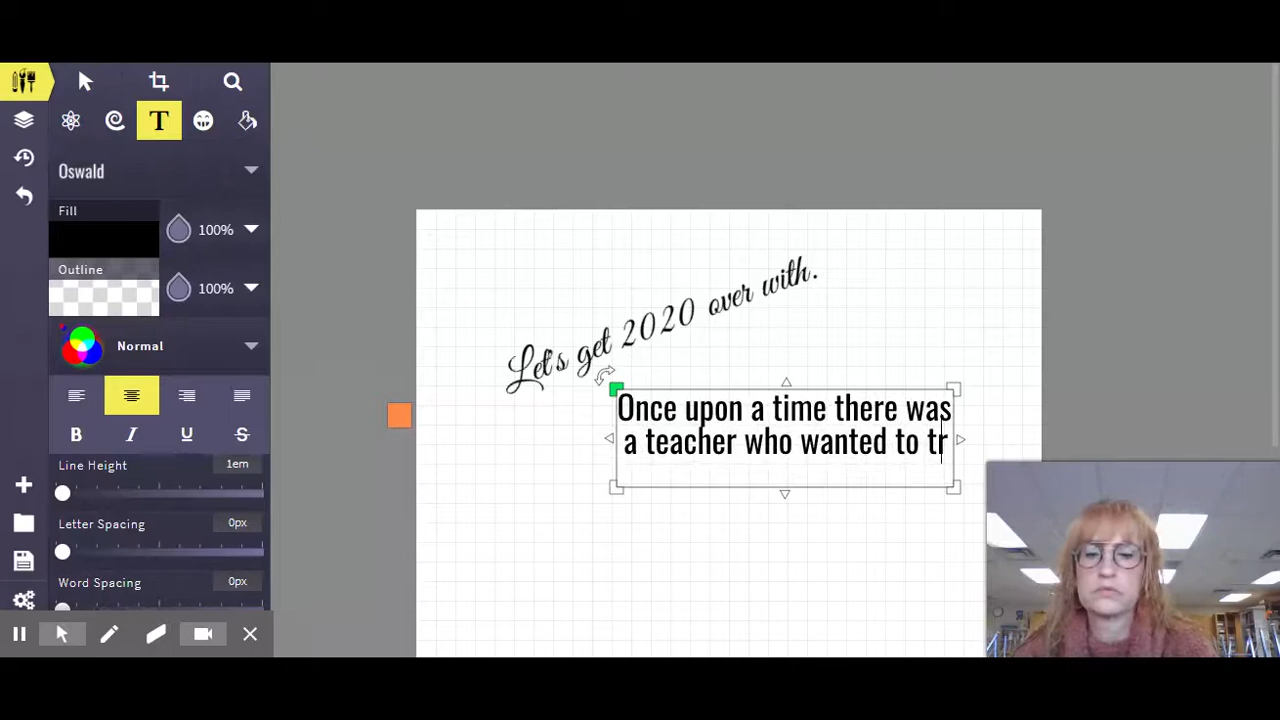 Oswald
Fill
100%
Outline
100%
Normal
B I U S
Line Height
1em
Letter Spacing
0px
Word Spacing
0px
T
Let's get 2020 over with.
Once upon a time there was
a teacher who wanted to tr